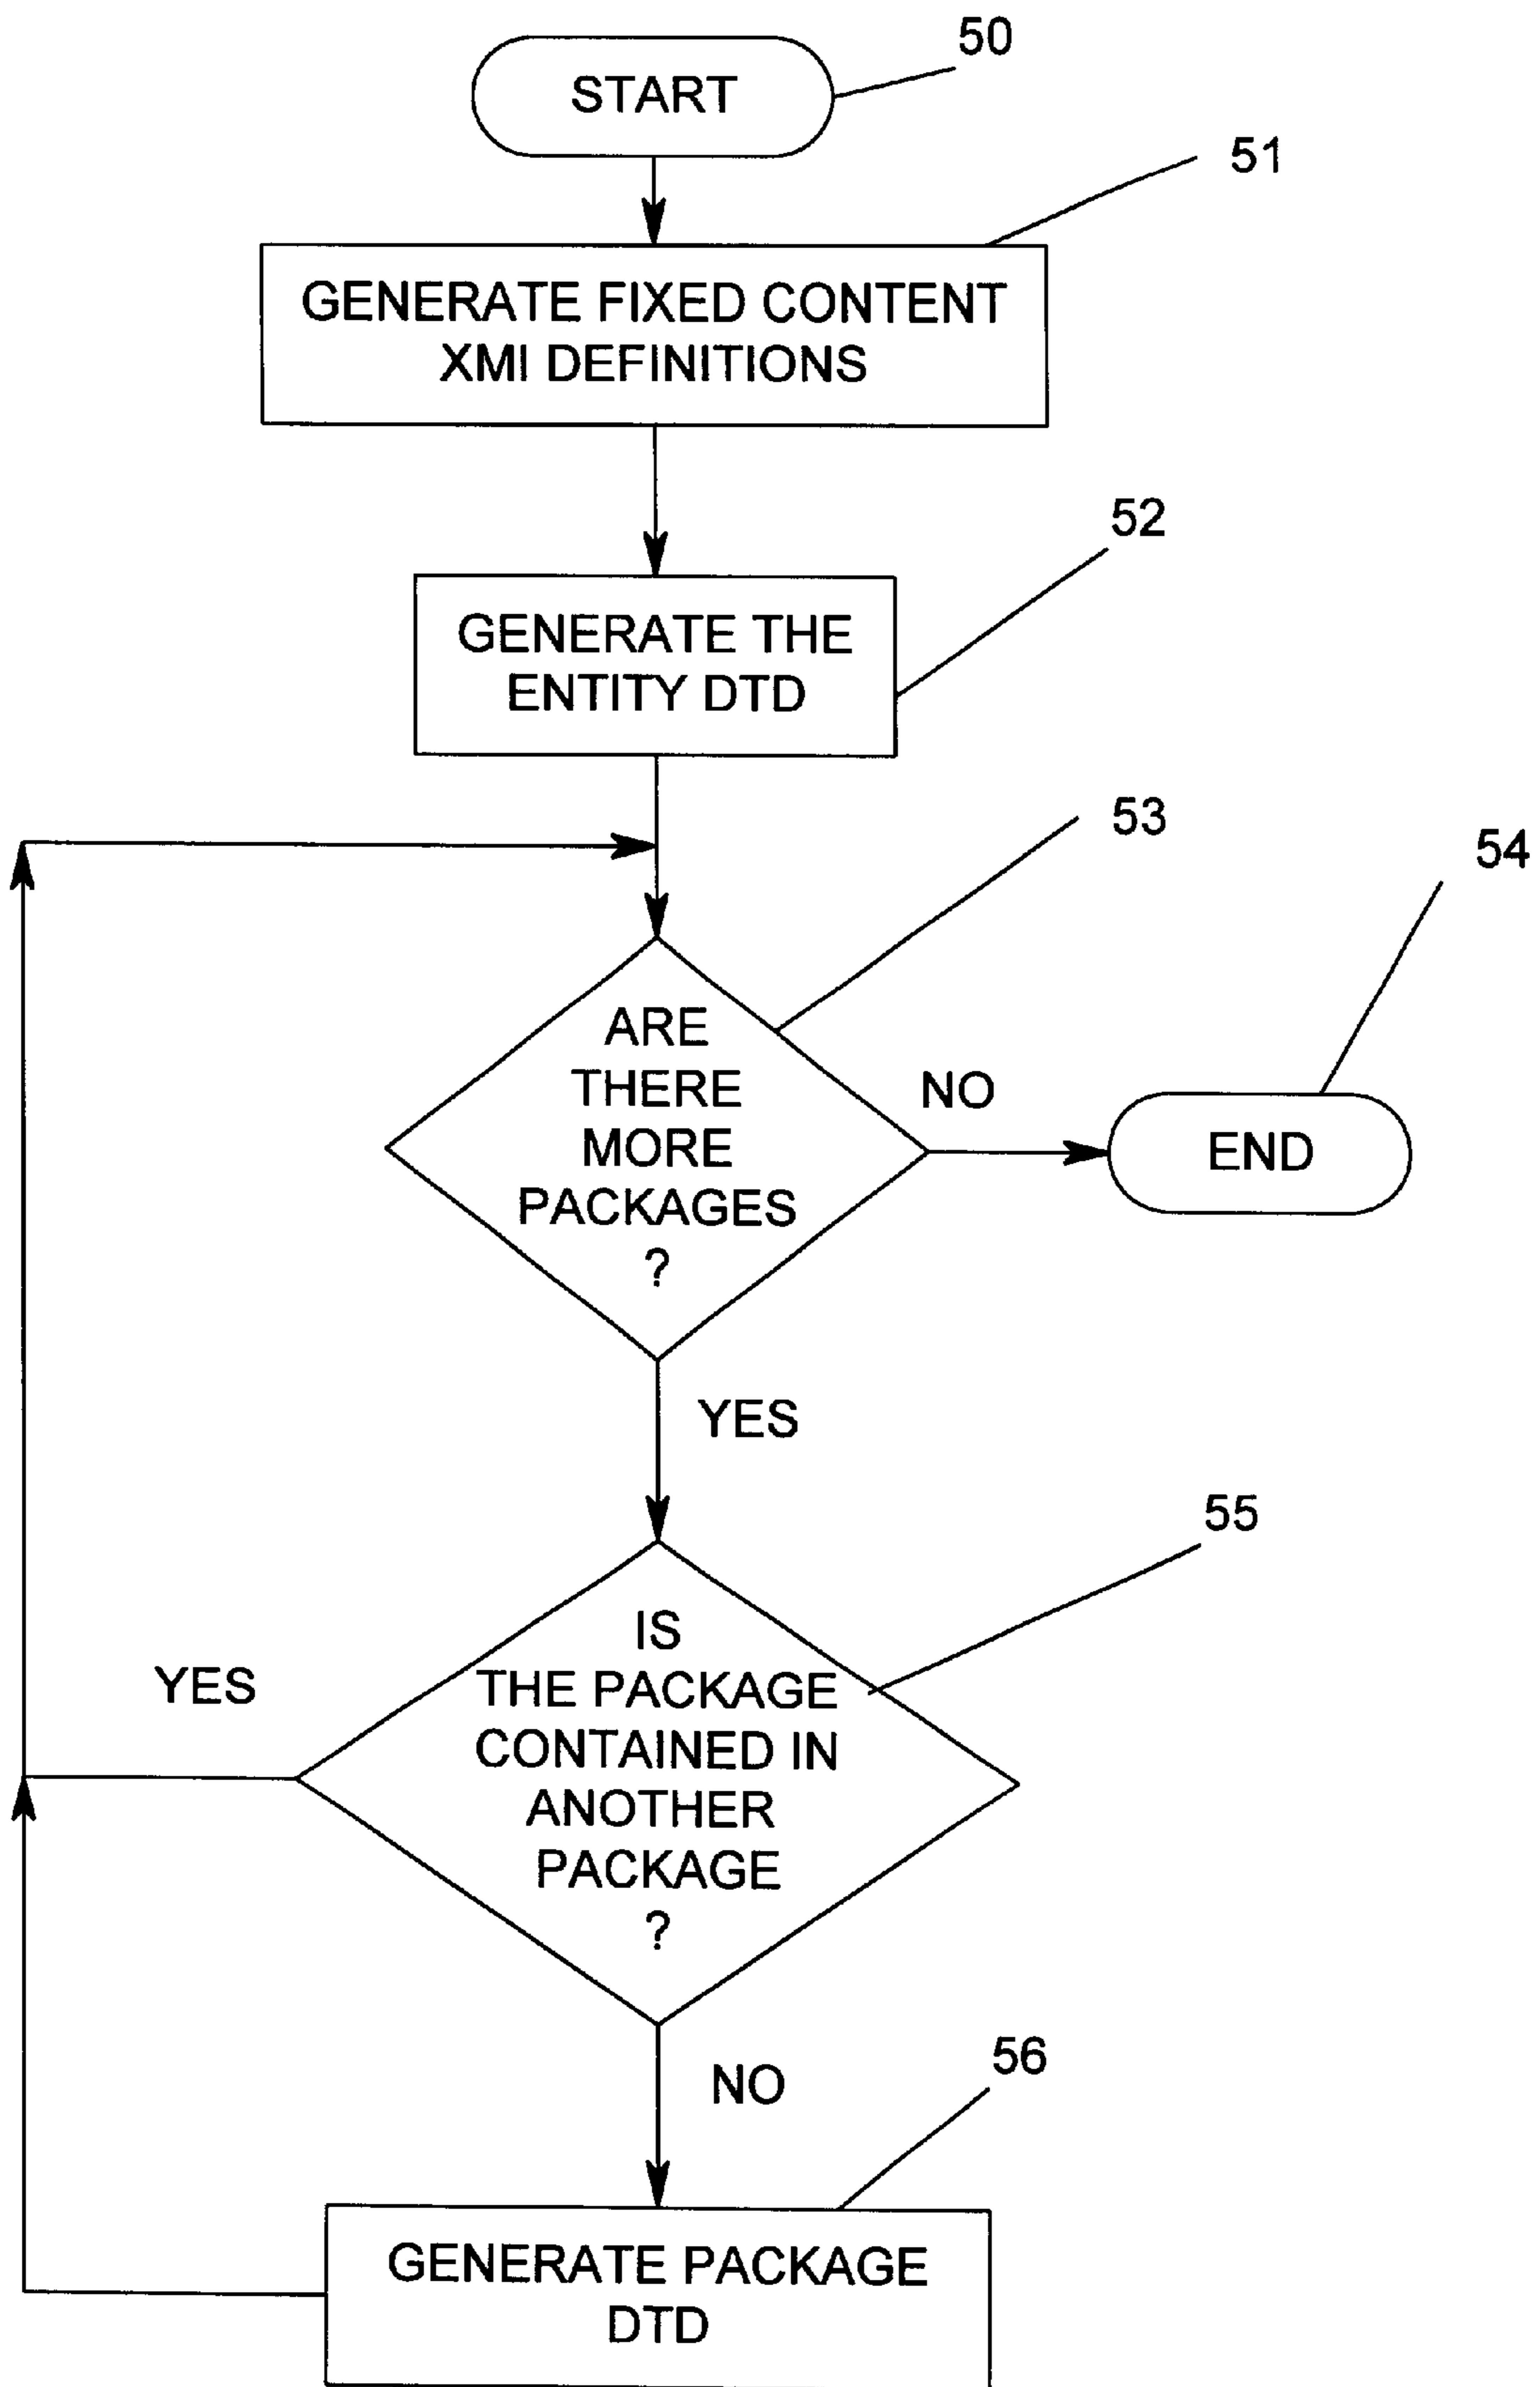 50
START
51
GENERATE FIXED CONTENT
XMI DEFINITIONS
52
GENERATE THE
ENTITY DTD
53
54
ARE
THERE
MORE
PACKAGES
?
NO
END
YES
55
IS
THE PACKAGE
CONTAINED IN
ANOTHER
PACKAGE
?
YES
NO
56
GENERATE PACKAGE
DTD